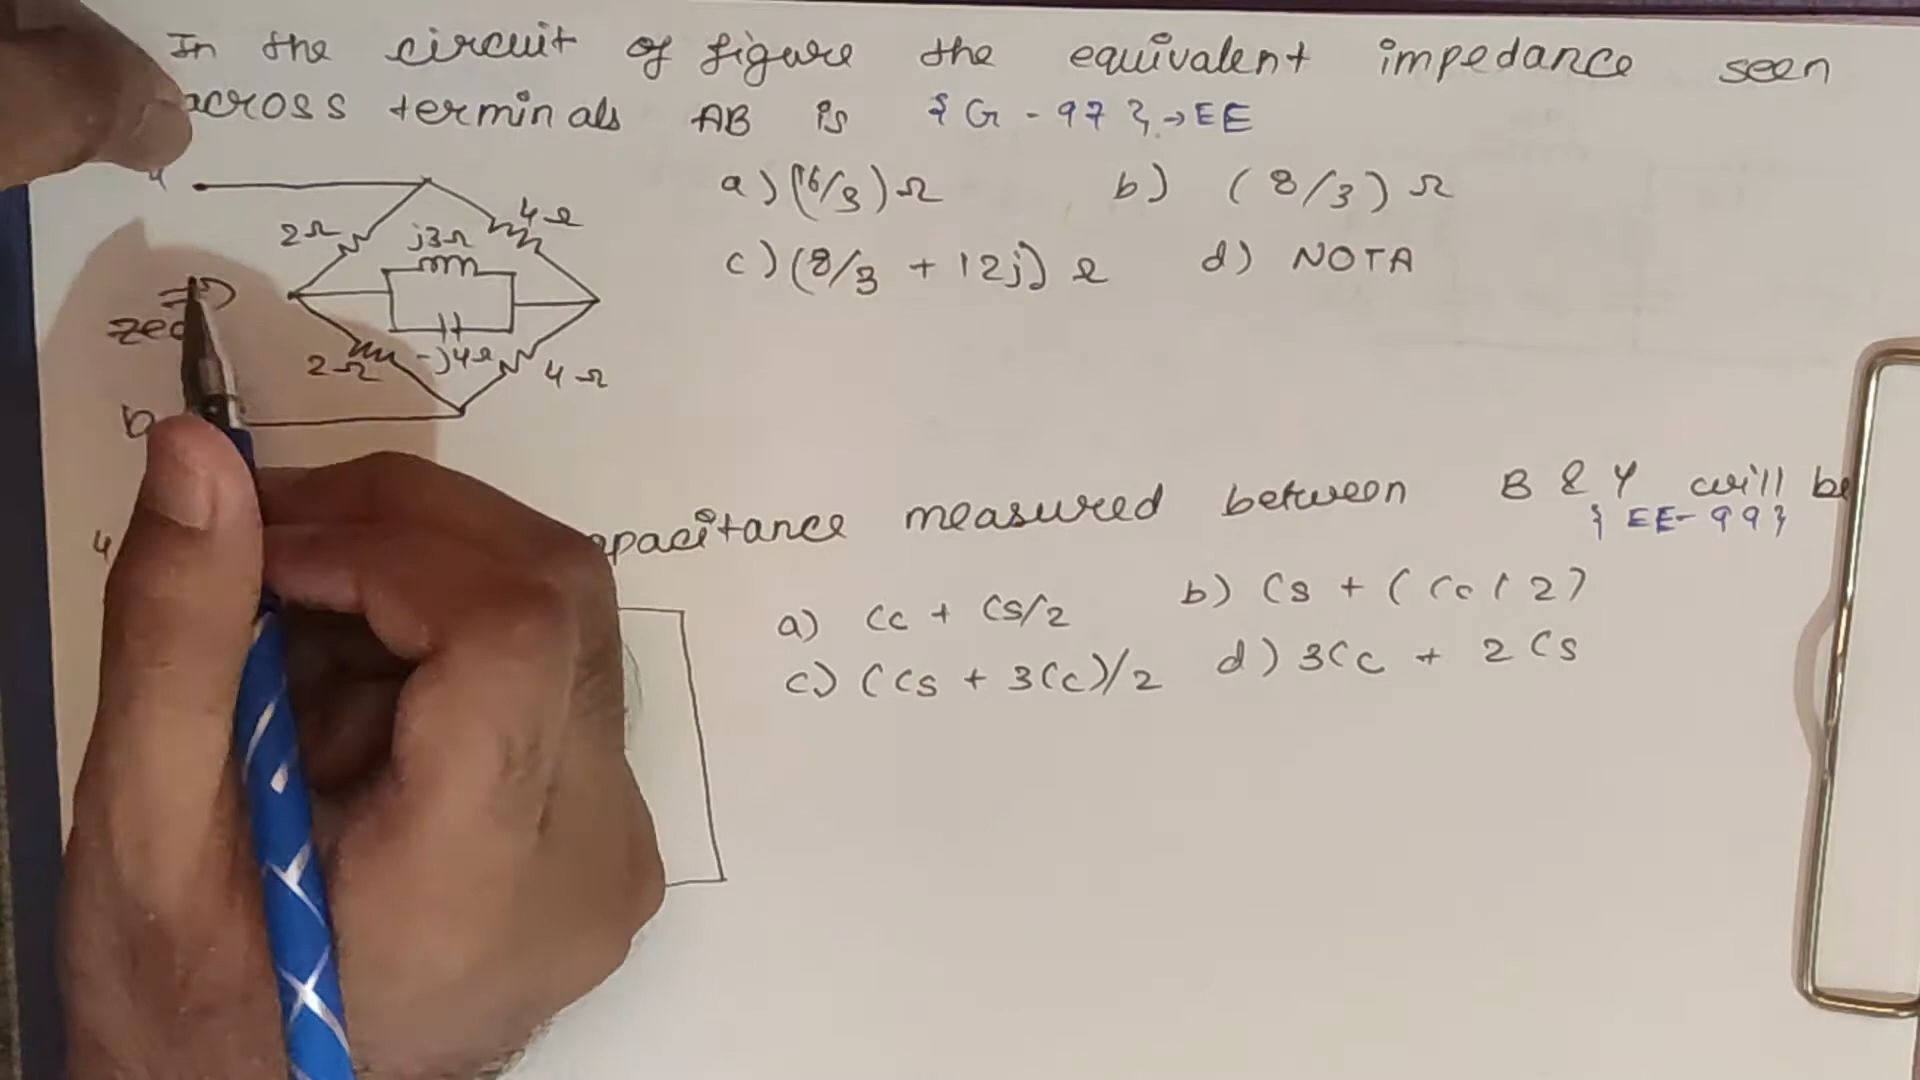 In the circuit of figure the equivalent impedance seen
across terminals AB is {G-97}→EE
a) (16/3) Ω b) (8/3) Ω
c) (8/3 + 12j) Ω d) NOTA
2Ω
4Ω
j3Ω
-j4Ω
2Ω
4Ω
measured between B & Y will be
{EE-99}
a) Cc + Cs/2 b) Cs + (Cc/2)
c) (Cs + 3Cc)/2 d) 3Cc + 2Cs